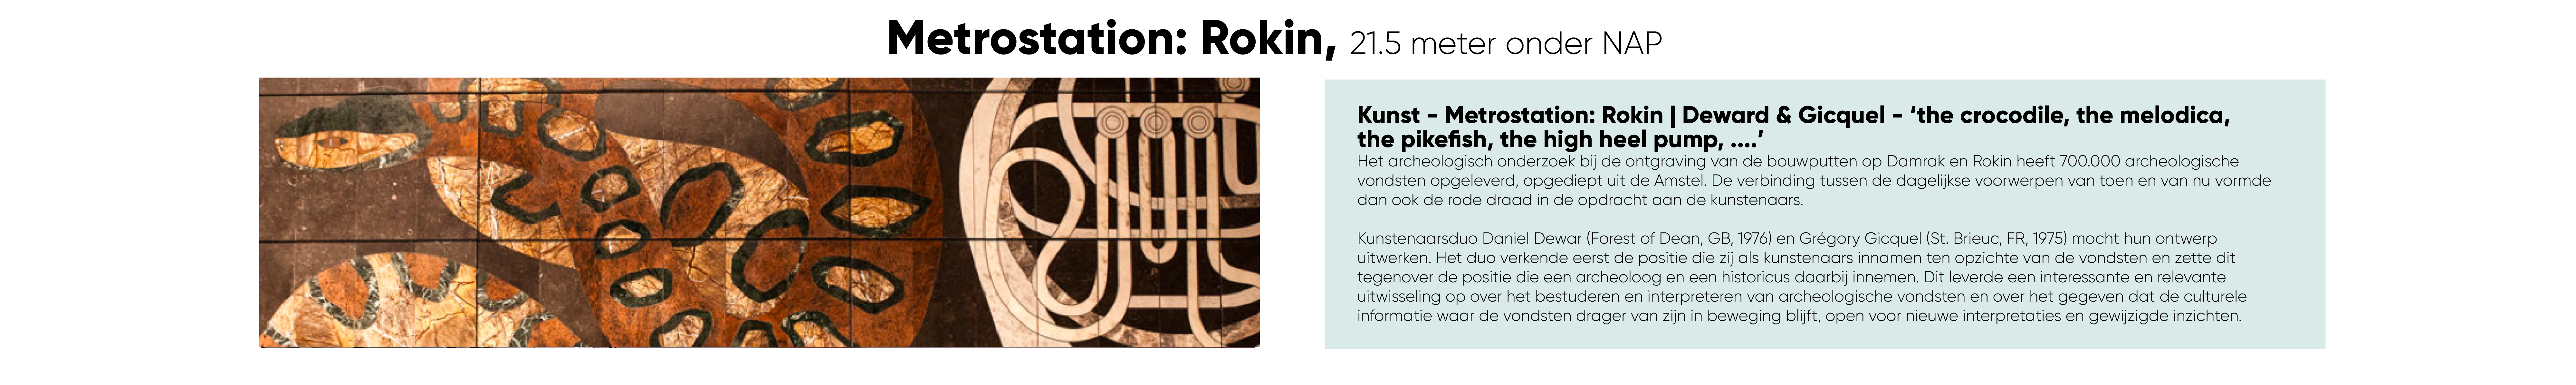 Metrostation: Rokin, 21.5 meter onder NAP
Kunst - Metrostation: Rokin | Deward & Gicquel - ‘the crocodile, the melodica,
the pikefish, the high heel pump, ....’
Het archeologisch onderzoek bij de ontgraving van de bouwputten op Damrak en Rokin heeft 700.000 archeologische
vondsten opgeleverd, opgediept uit de Amstel. De verbinding tussen de dagelijkse voorwerpen van toen en van nu vormde
dan ook de rode draad in de opdracht aan de kunstenaars.
Kunstenaarsduo Daniel Dewar (Forest of Dean, GB, 1976) en Grégory Gicquel (St. Brieuc, FR, 1975) mocht hun ontwerp
uitwerken. Het duo verkende eerst de positie die zij als kunstenaars innamen ten opzichte van de vondsten en zette dit
tegenover de positie die een archeoloog en een historicus daarbij innemen. Dit leverde een interessante en relevante
uitwisseling op over het bestuderen en interpreteren van archeologische vondsten en over het gegeven dat de culturele
informatie waar de vondsten drager van zijn in beweging blijft, open voor nieuwe interpretaties en gewijzigde inzichten.